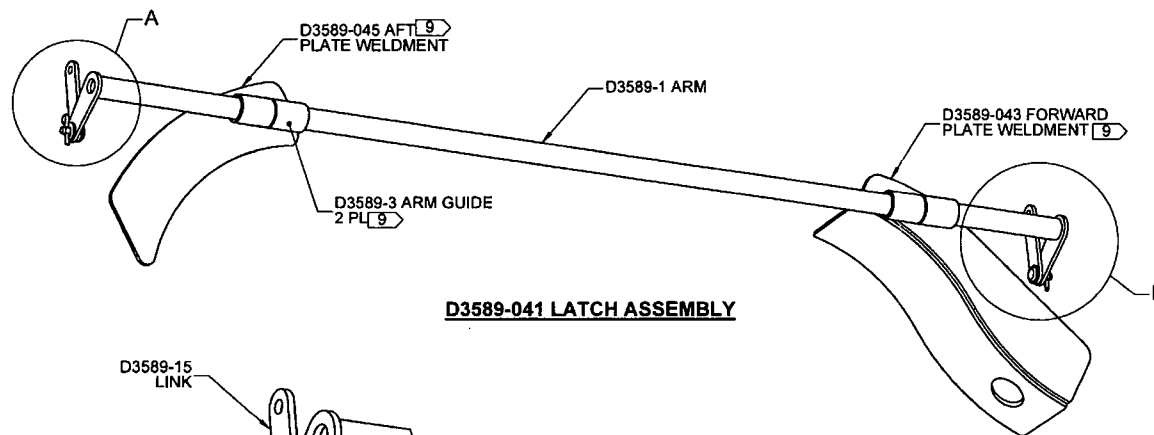 A
D3589-045 AFT 9
PLATE WELDMENT
D3589-1 ARM
D3589-043 FORWARD
PLATE WELDMENT 9
D3589-3 ARM GUIDE
2 PL 9
D3589-041 LATCH ASSEMBLY
D3589-15
LINK